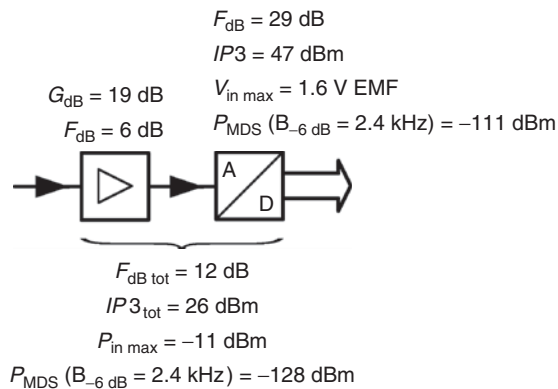 F_dB = 29 dB
IP3 = 47 dBm
V_in max = 1.6 V EMF
P_MDS (B_−6 dB = 2.4 kHz) = −111 dBm
G_dB = 19 dB
F_dB = 6 dB
A
D
F_dB tot = 12 dB
IP3_tot = 26 dBm
P_in max = −11 dBm
P_MDS (B_−6 dB = 2.4 kHz) = −128 dBm